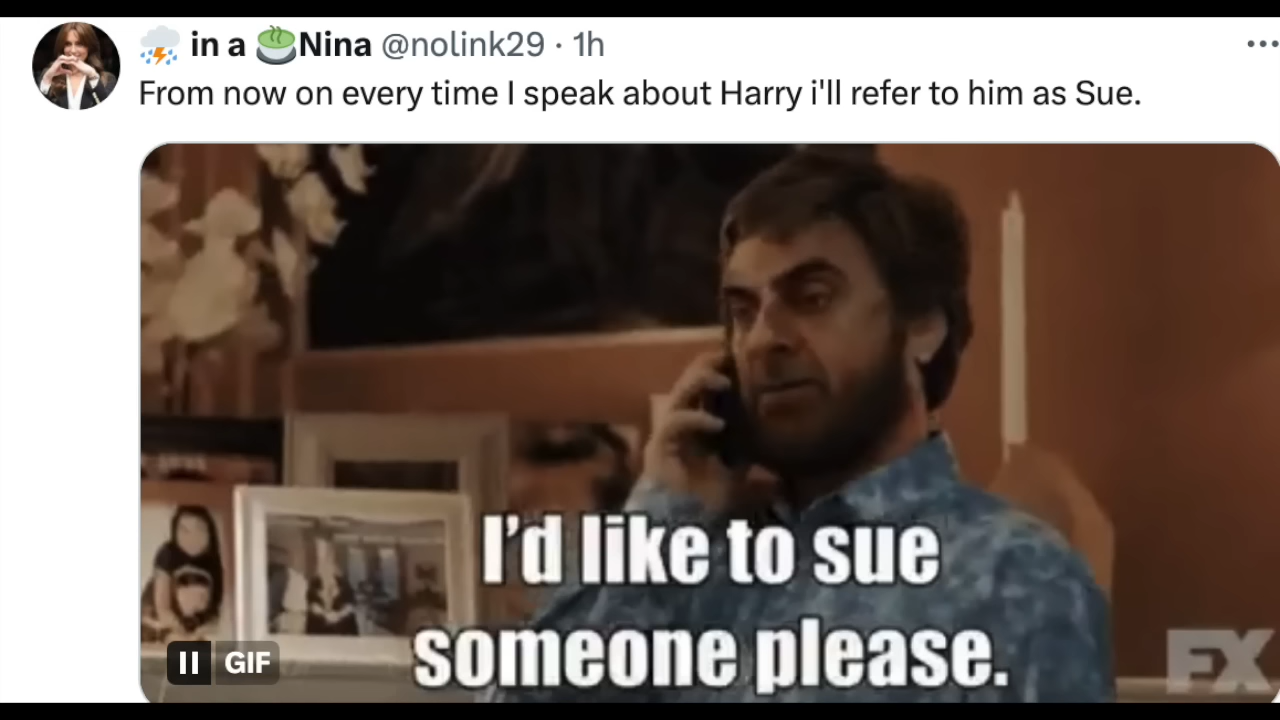 in a Nina @nolink29 · 1h
From now on every time I speak about Harry i'll refer to him as Sue.
I'd like to sue
someone please.
GIF
FX